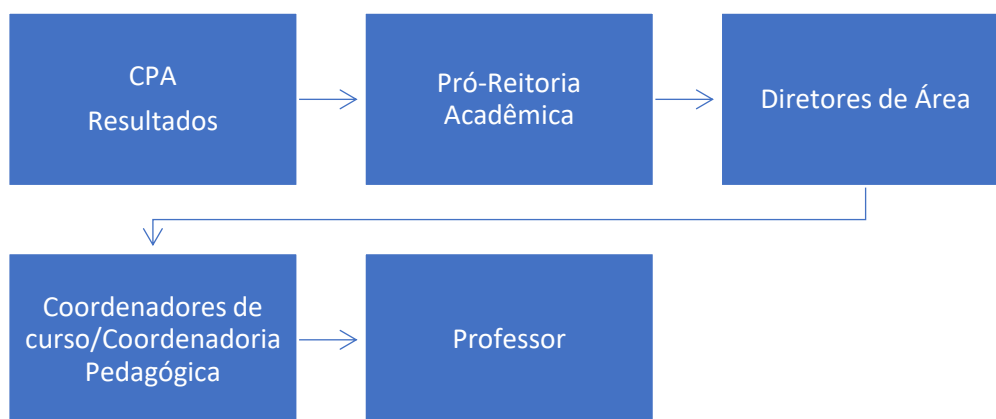 CPA
Resultados
Pró-Reitoria
Acadêmica
Diretores de Área
Coordenadores de
curso/Coordenadoria
Pedagógica
Professor